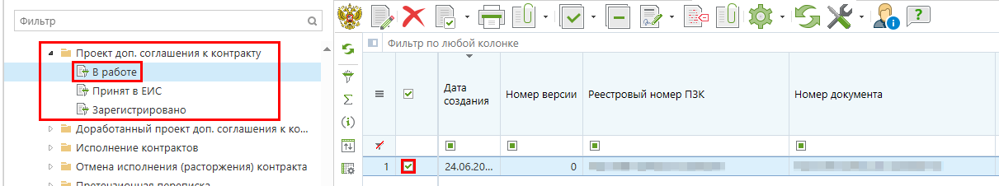 Фильтр
Проект доп. соглашения к контракту
В работе
Принят в ЕИС
Зарегистрировано
Доработанный проект доп. соглашения к ко...
Исполнение контрактов
Отмена исполнения (расторжения) контракта
Претензионная переписка
Фильтр по любой колонке
Дата создания
Номер версии
Реестровый номер ПЗК
Номер документа
1
24.06.20...
0